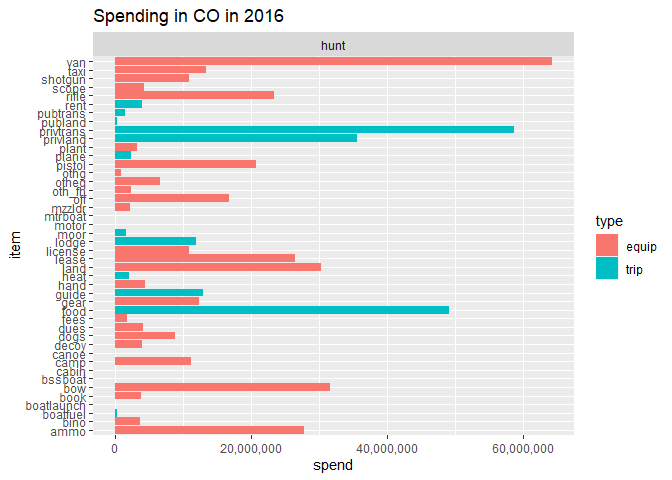 Spending in CO in 2016
hunt
van
taxi
shotgun
scope
rifle
rent
pubtrans
publand
privtrans
privland
plant
plane
pistol
othg
otheq
oth_fh
off
mzzldr
mtrboat
motor
moor
lodge
license
lease
land
heat
hand
guide
gear
food
fees
dues
dogs
decoy
canoe
camp
cabin
bssboat
bow
book
boatlaunch
boatfuel
bino
ammo
item
0
20,000,000
40,000,000
60,000,000
spend
type
equip
trip